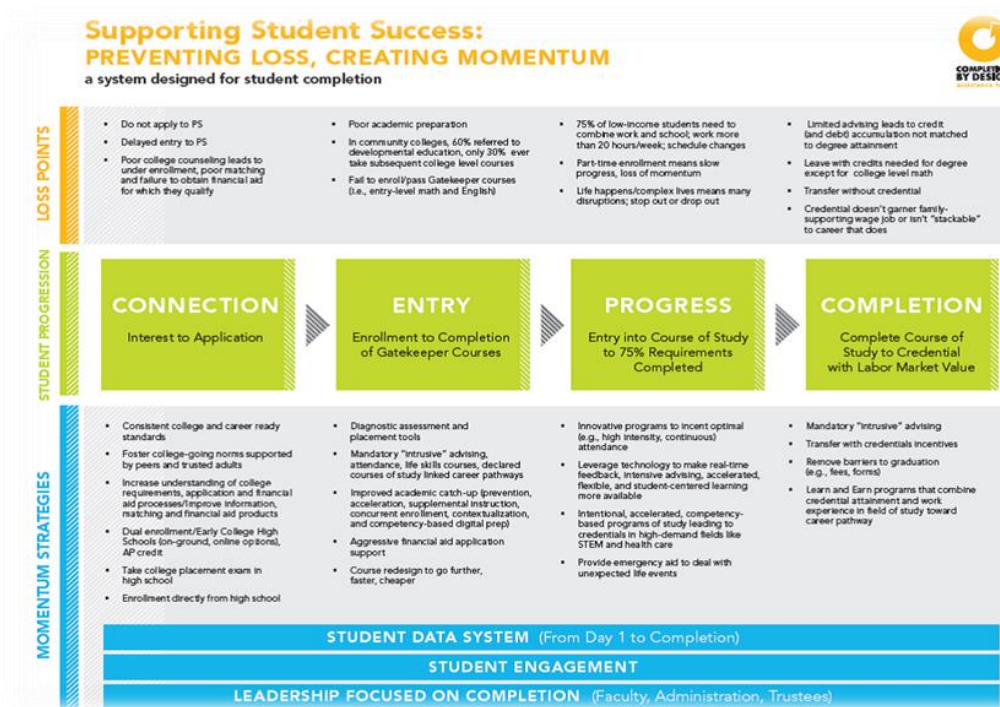 Supporting Student Success:
PREVENTING LOSS, CREATING MOMENTUM
a system designed for student completion
COMPLETION
BY DESIGN
LOSS POINTS
• Do not apply to PS
• Delayed entry to PS
• Poor college counseling leads to
under enrollment, poor matching
and failure to obtain financial aid
for which they qualify
• Poor academic preparation
• In community colleges, 60% referred to
developmental education, only 30% ever
take subsequent college level courses
• Fail to enroll/pass Gatekeeper courses
(i.e., entry-level math and English)
• 75% of low-income students need to
combine work and school; work more
than 20 hours/week; schedule changes
• Part-time enrollment means slow
progress, loss of momentum
• Life happens/complex lives means many
disruptions; stop out or drop out
• Limited advising leads to credit
(and debt) accumulation not matched
to degree attainment
• Leave with credits needed for degree
except for college level math
• Transfer without credential
• Credential doesn't garner family-
supporting wage job or isn't "stackable"
to career that does
STUDENT PROGRESSION
CONNECTION
Interest to Application
ENTRY
Enrollment to Completion
of Gatekeeper Courses
PROGRESS
Entry into Course of Study
to 75% Requirements
Completed
COMPLETION
Complete Course of
Study to Credential
with Labor Market Value
MOMENTUM STRATEGIES
• Consistent college and career ready
standards
• Foster college-going norms supported
by peers and trusted adults
• Increase understanding of college
requirements, application and financial
aid processes/Improve information,
matching and financial aid products
• Dual enrollment/Early College High
Schools (on-ground, online options),
AP credit
• Take college placement exam in
high school
• Enrollment directly from high school
• Diagnostic assessment and
placement tools
• Mandatory "intrusive" advising,
attendance, life skills courses, declared
courses of study linked career pathways
• Improved academic catch-up (prevention,
acceleration, supplemental instruction,
concurrent enrollment, contextualization,
and competency-based digital prep)
• Aggressive financial aid application
support
• Course redesign to go further,
faster, cheaper
• Innovative programs to incent optimal
(e.g., high intensity, continuous)
attendance
• Leverage technology to make real-time
feedback, intensive advising, accelerated,
flexible, and student-centered learning
more available
• Intentional, accelerated, competency-
based programs of study leading to
credentials in high-demand fields like
STEM and health care
• Provide emergency aid to deal with
unexpected life events
• Mandatory "intrusive" advising
• Transfer with credentials incentives
• Remove barriers to graduation
(e.g., fees, forms)
• Learn and Earn programs that combine
credential attainment and work
experience in field of study toward
career pathway
STUDENT DATA SYSTEM (From Day 1 to Completion)
STUDENT ENGAGEMENT
LEADERSHIP FOCUSED ON COMPLETION (Faculty, Administration, Trustees)